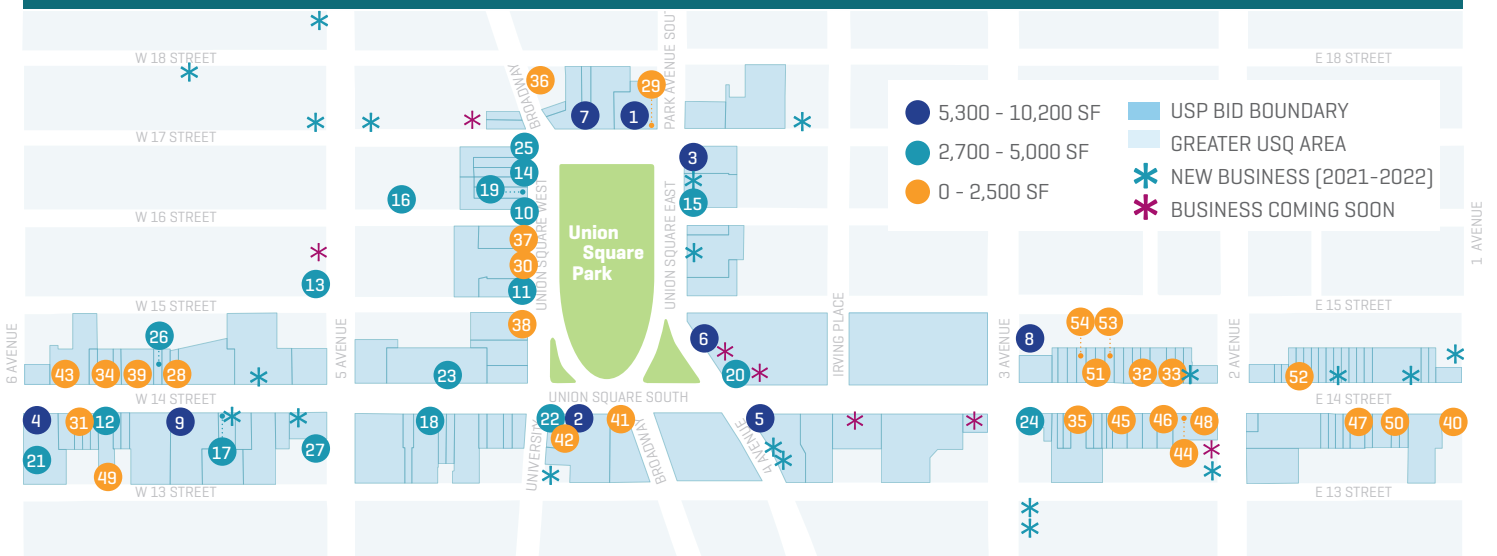 W 18 STREET
BROADWAY
PARK AVENUE SOU
E 18 STREET
36
29
7
1
5,300 - 10,200 SF
2,700 - 5,000 SF
0 - 2,500 SF
USP BID BOUNDARY
GREATER USQ AREA
NEW BUSINESS (2021-2022)
BUSINESS COMING SOON
W 17 STREET
25
14
19
16
10
3
15
W 16 STREET
37
30
11
38
UNION SQUARE WEST
Union
Square
Park
UNION SQUARE EAST
13
1 AVENUE
W 15 STREET
E 15 STREET
6 AVENUE
5 AVENUE
IRVING PLACE
3 AVENUE
2 AVENUE
26
43
34
39
28
23
6
20
8
54
53
51
32
33
52
W 14 STREET
UNION SQUARE SOUTH
E 14 STREET
4
31
12
9
17
27
21
49
18
22
2
42
41
5
24
35
45
46
44
48
47
50
40
UNIVERSI
BROADWAY
4 AVENUE
W 13 STREET
E 13 STREET